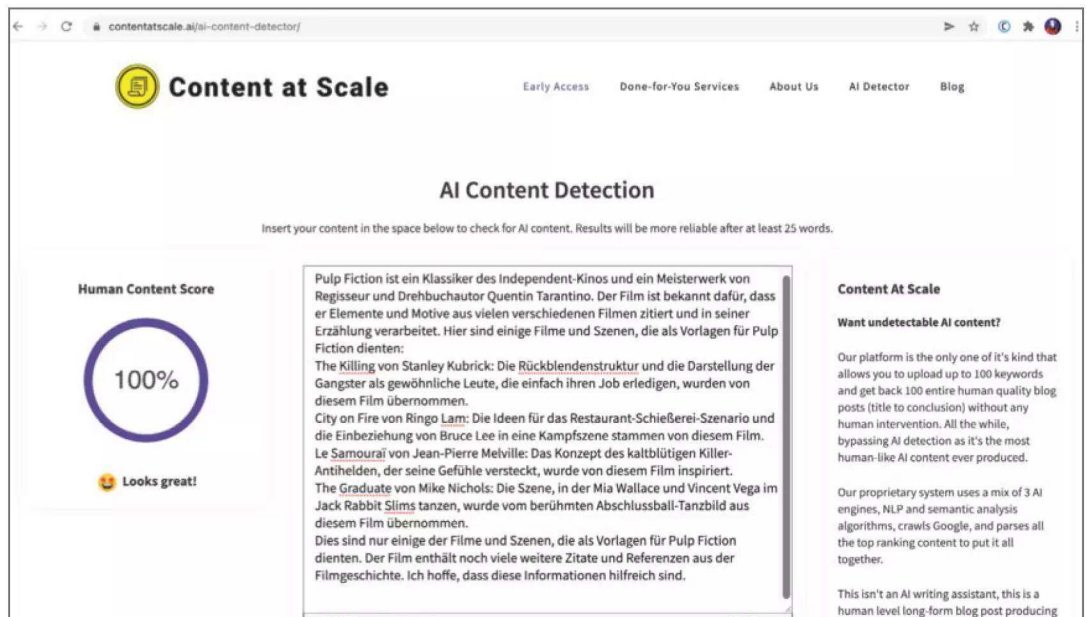 contentatscale.ai/ai-content-detector/
Content at Scale
Early Access Done-for-You Services About Us AI Detector Blog
AI Content Detection
Insert your content in the space below to check for AI content. Results will be more reliable after at least 25 words.
Human Content Score
100%
Looks great!
Pulp Fiction ist ein Klassiker des Independent-Kinos und ein Meisterwerk von
Regisseur und Drehbuchautor Quentin Tarantino. Der Film ist bekannt dafür, dass
er Elemente und Motive aus vielen verschiedenen Filmen zitiert und in seiner
Erzählung verarbeitet. Hier sind einige Filme und Szenen, die als Vorlagen für Pulp
Fiction dienten:
The Killing von Stanley Kubrick: Die Rückblendenstruktur und die Darstellung der
Gangster als gewöhnliche Leute, die einfach ihren Job erledigen, wurden von
diesem Film übernommen.
City on Fire von Ringo Lam: Die Ideen für das Restaurant-Schießerei-Szenario und
die Einbeziehung von Bruce Lee in eine Kampfszene stammen von diesem Film.
Le Samouraï von Jean-Pierre Melville: Das Konzept des kaltblütigen Killer-
Antihelden, der seine Gefühle versteckt, wurde von diesem Film inspiriert.
The Graduate von Mike Nichols: Die Szene, in der Mia Wallace und Vincent Vega im
Jack Rabbit Slims tanzen, wurde vom berühmten Abschlussball-Tanzbild aus
diesem Film übernommen.
Dies sind nur einige der Filme und Szenen, die als Vorlagen für Pulp Fiction
dienten. Der Film enthält noch viele weitere Zitate und Referenzen aus der
Filmgeschichte. Ich hoffe, dass diese Informationen hilfreich sind.
Content At Scale
Want undetectable AI content?
Our platform is the only one of it's kind that
allows you to upload up to 100 keywords
and get back 100 entire human quality blog
posts (title to conclusion) without any
human intervention. All the while,
bypassing AI detection as it's the most
human-like AI content ever produced.
Our proprietary system uses a mix of 3 AI
engines, NLP and semantic analysis
algorithms, crawls Google, and parses all
the top ranking content to put it all
together.
This isn't an AI writing assistant, this is a
human level long-form blog post producing